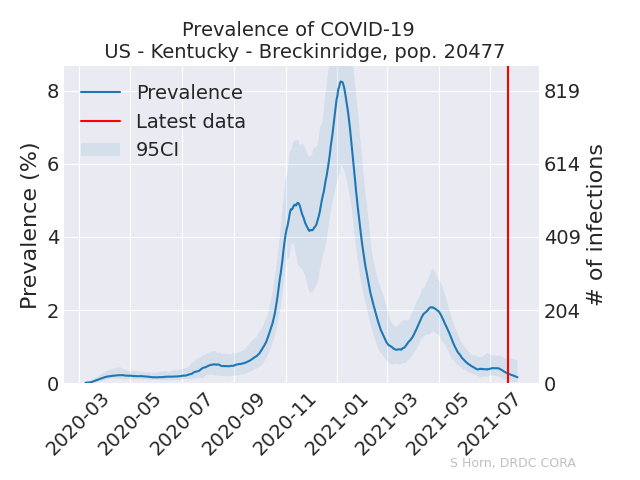 Prevalence of COVID-19
US - Kentucky - Breckinridge, pop. 20477
Prevalence
Latest data
95CI
Prevalence (%)
8
6
4
2
0
819
614
409
204
0
# of infections
2020-03
2020-05
2020-07
2020-09
2020-11
2021-01
2021-03
2021-05
2021-07
S Horn, DRDC CORA